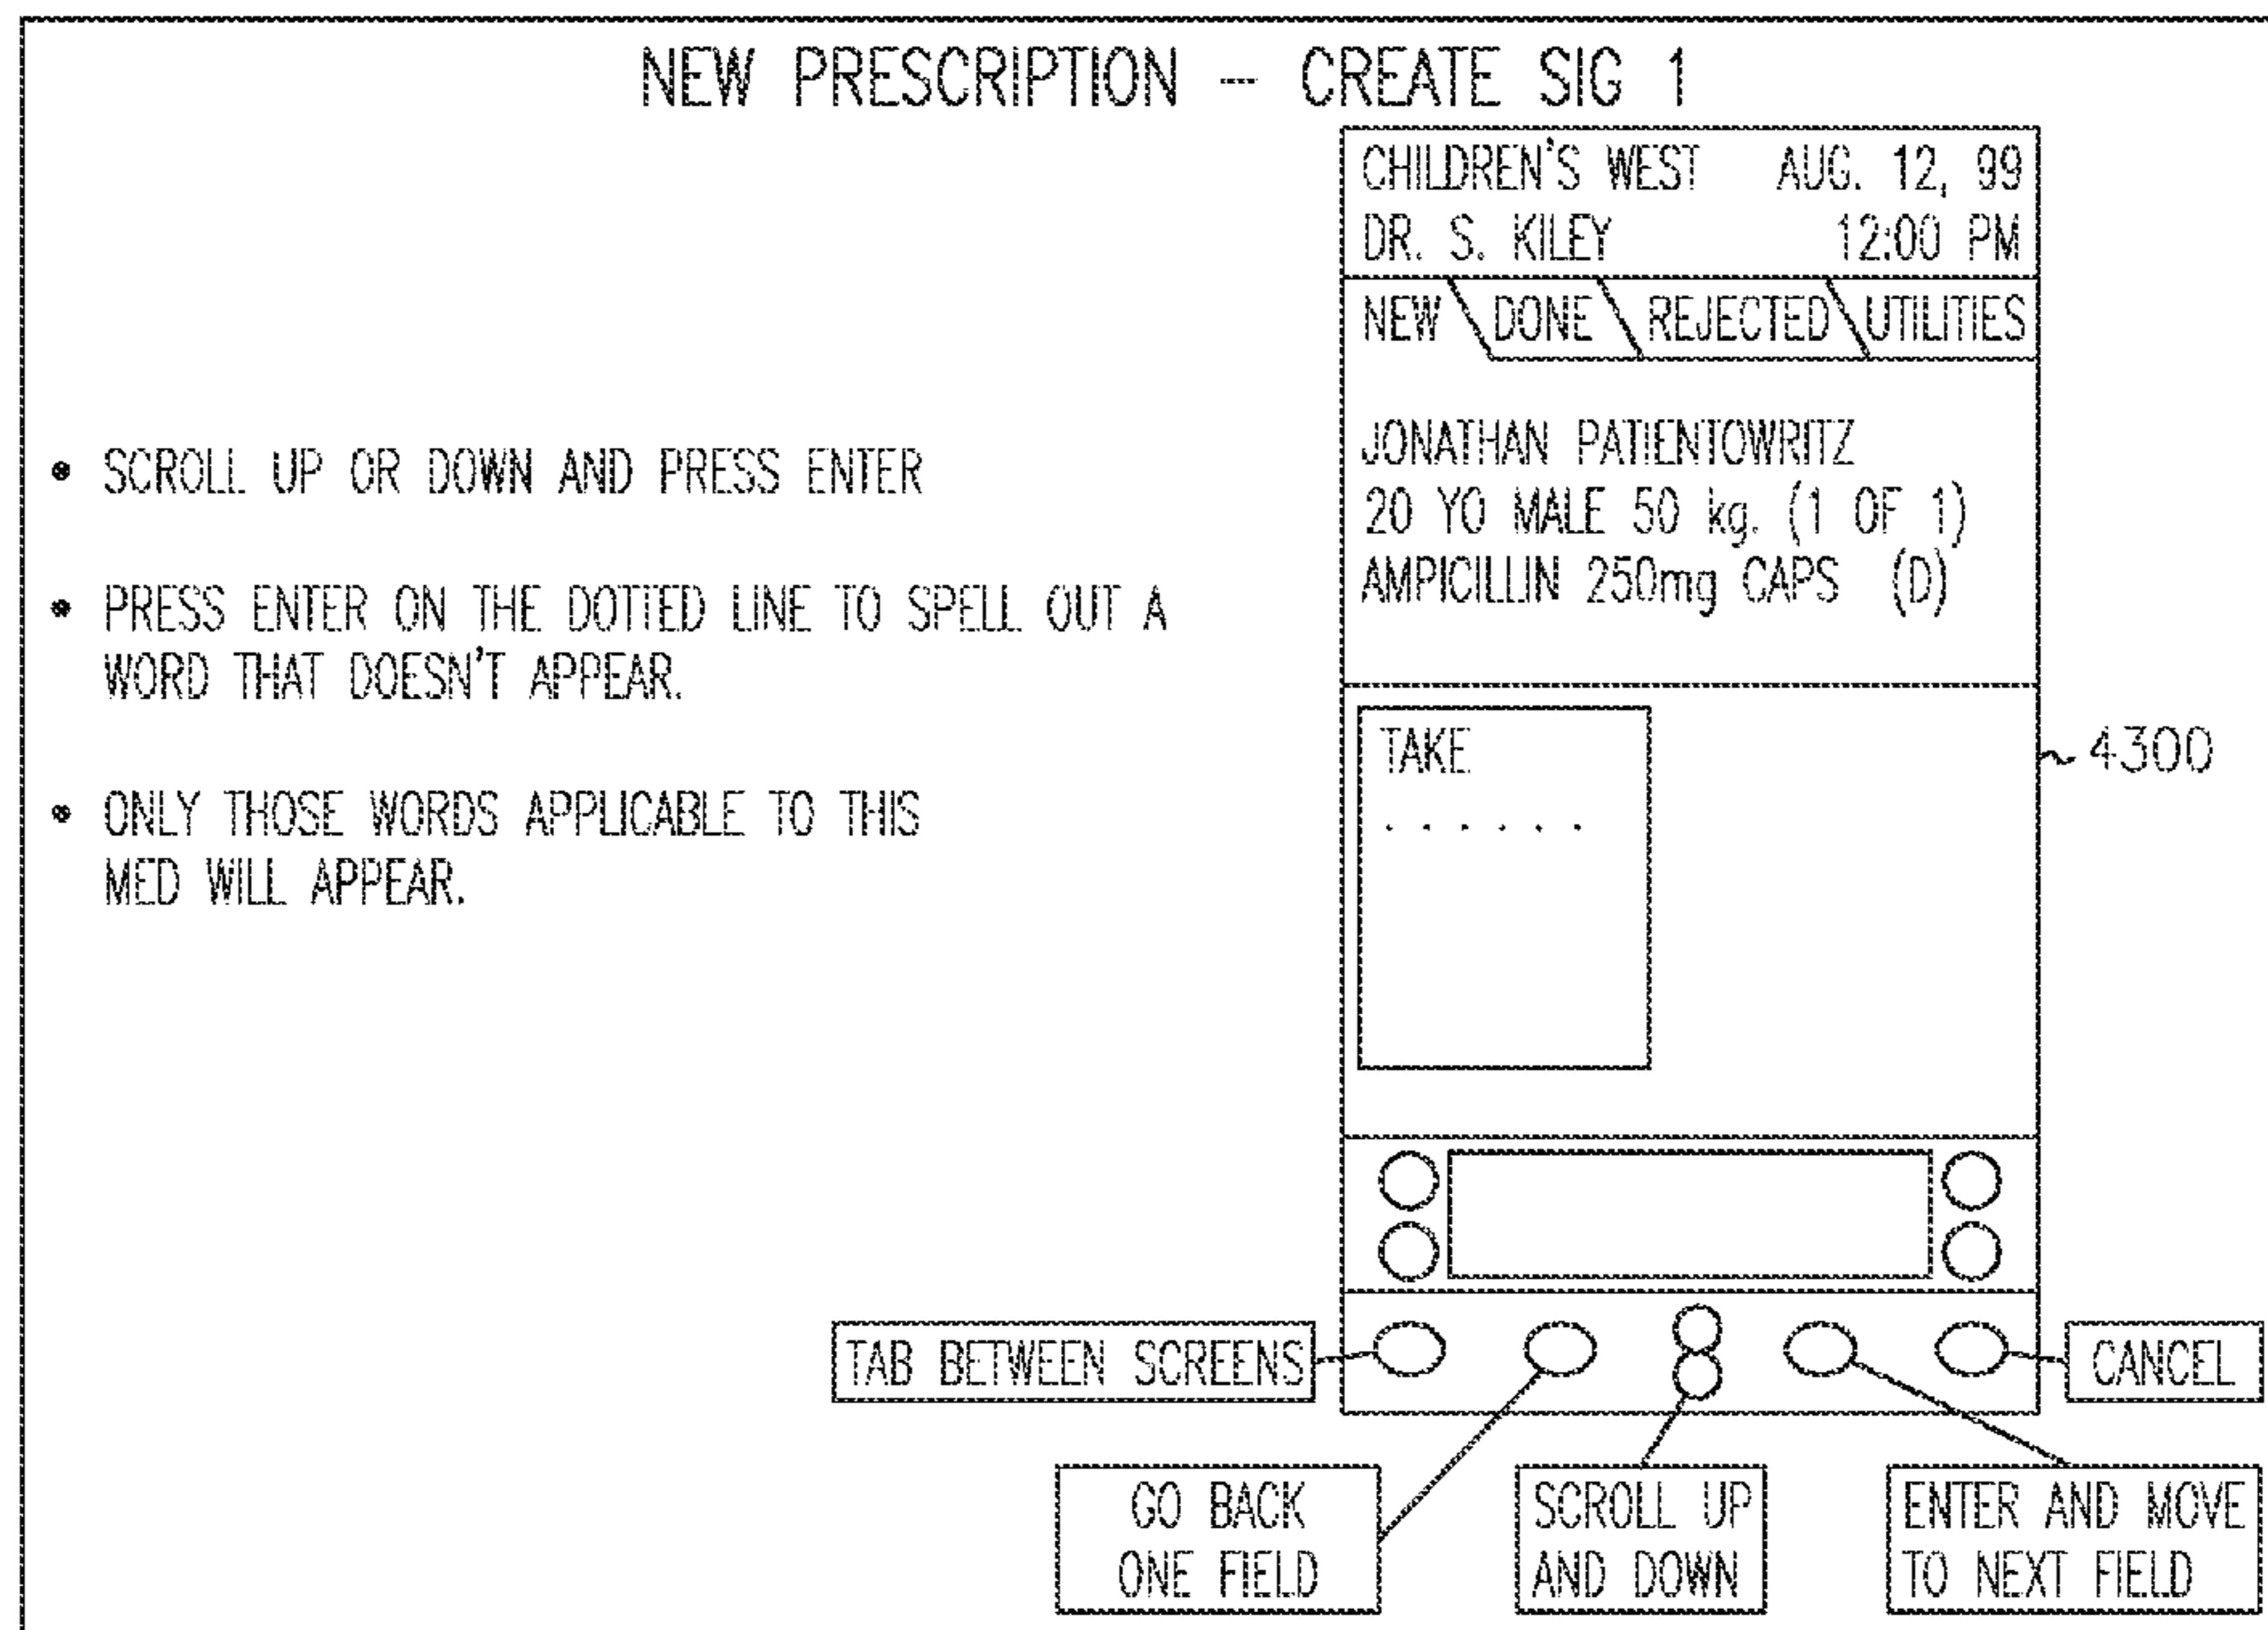 NEW PRESCRIPTION -- CREATE SIG 1
• SCROLL UP OR DOWN AND PRESS ENTER
• PRESS ENTER ON THE DOTTED LINE TO SPELL OUT A
WORD THAT DOESN'T APPEAR.
• ONLY THOSE WORDS APPLICABLE TO THIS
MED WILL APPEAR.
CHILDREN'S WEST AUG. 12, 99
DR. S. KILEY 12:00 PM
NEW DONE REJECTED UTILITIES
JONATHAN PATIENTOWRITZ
20 YO MALE 50 kg. (1 OF 1)
AMPICILLIN 250mg CAPS (D)
TAKE
. . . . . .
4300
TAB BETWEEN SCREENS
CANCEL
GO BACK
ONE FIELD
SCROLL UP
AND DOWN
ENTER AND MOVE
TO NEXT FIELD